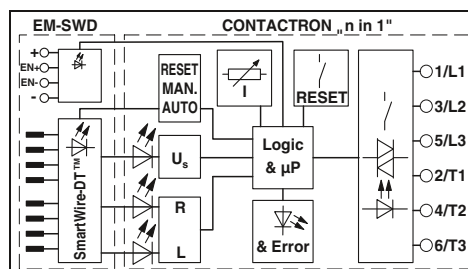 EM-SWD
CONTACTRON „n in 1"
+
EN+
EN-
-
SmartWire-DT™
RESET
MAN.
AUTO
I
RESET
Us
R
L
Logic
& µP
& Error
1/L1
3/L2
5/L3
2/T1
4/T2
6/T3